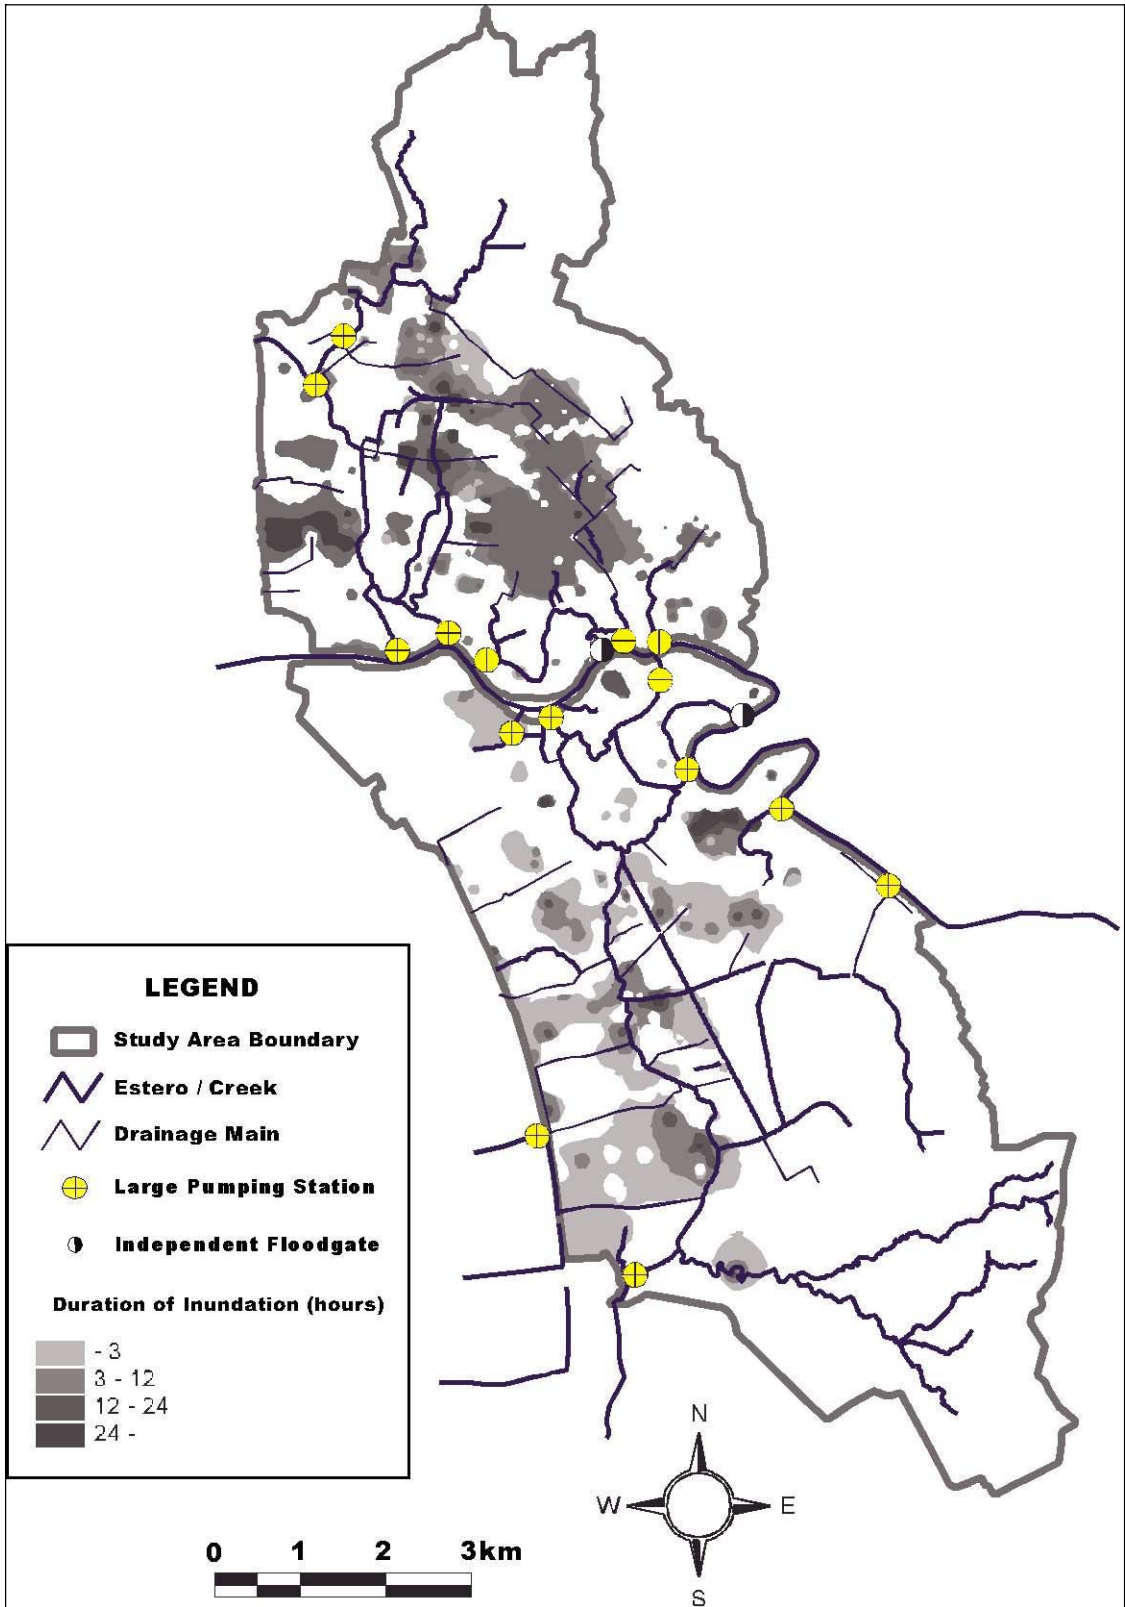 LEGEND
Study Area Boundary
Estero / Creek
Drainage Main
Large Pumping Station
Independent Floodgate
Duration of Inundation (hours)
- 3
3 - 12
12 - 24
24 -
N
W E
S
0 1 2 3km